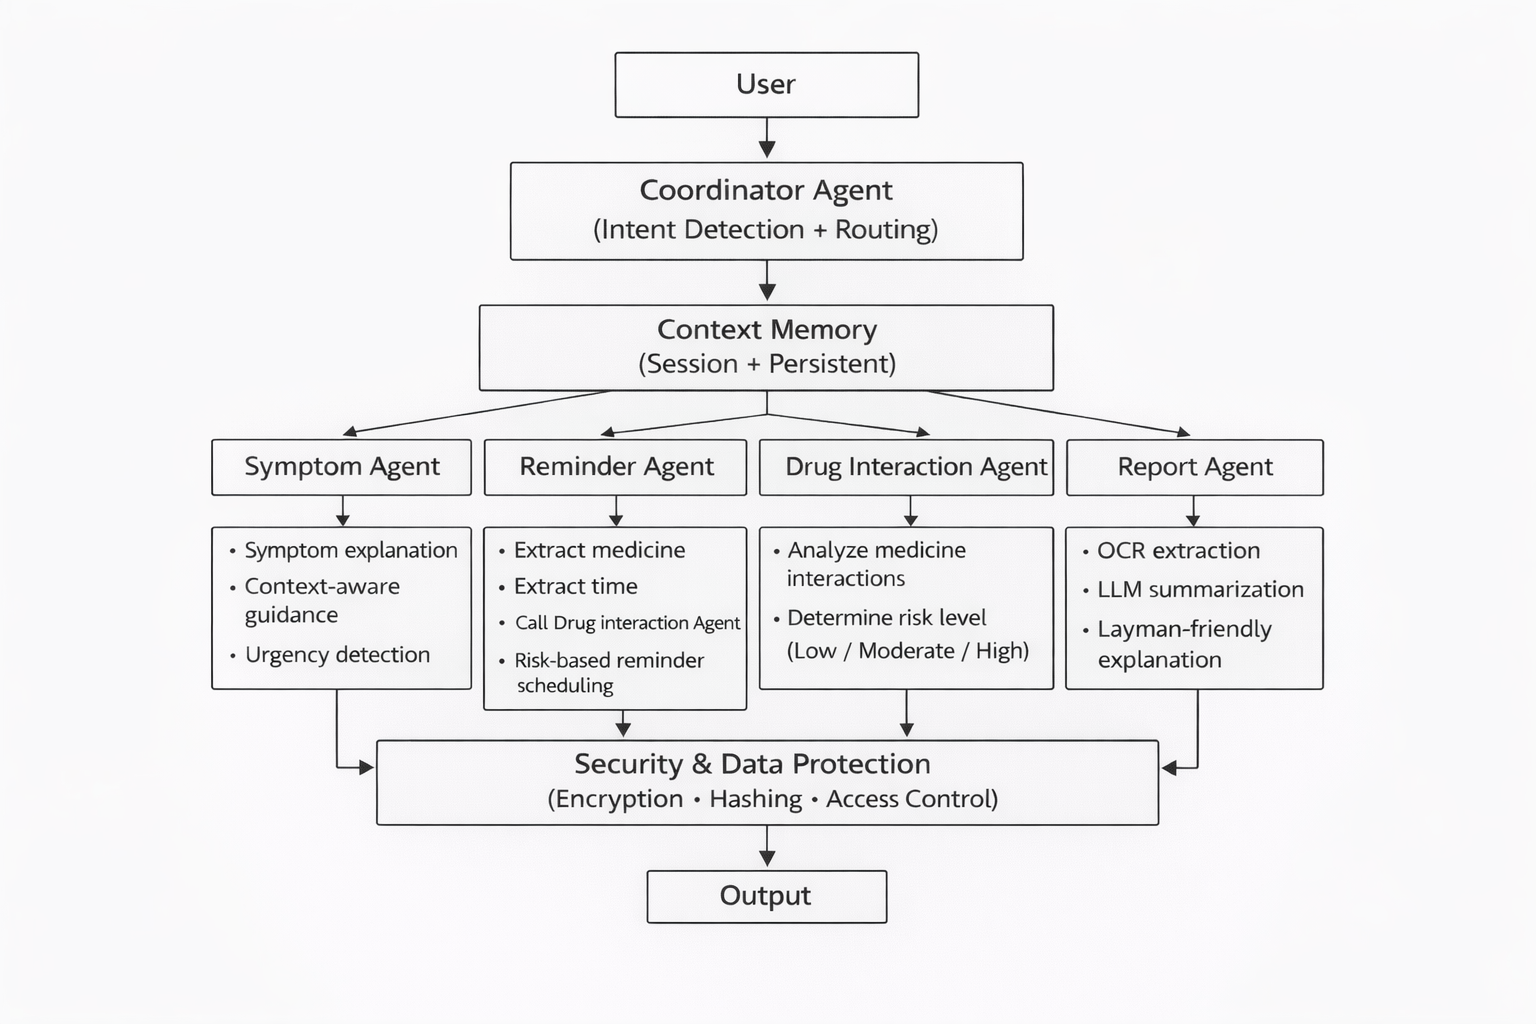 User
Coordinator Agent
(Intent Detection + Routing)
Context Memory
(Session + Persistent)
Symptom Agent
• Symptom explanation
• Context-aware
guidance
• Urgency detection
Reminder Agent
• Extract medicine
• Extract time
• Call Drug interaction Agent
• Risk-based reminder
scheduling
Drug Interaction Agent
• Analyze medicine
interactions
• Determine risk level
(Low / Moderate / High)
Report Agent
• OCR extraction
• LLM summarization
• Layman-friendly
explanation
Security & Data Protection
(Encryption • Hashing • Access Control)
Output